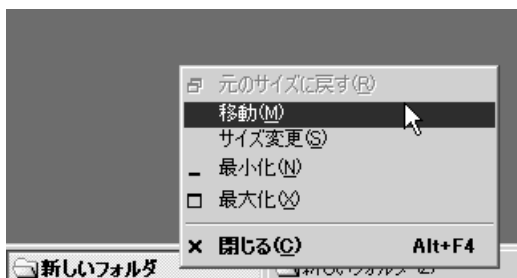 元のサイズに戻す(R)
移動(M)
サイズ変更(S)
最小化(N)
最大化(X)
閉じる(C) Alt+F4
新しいフォルダ